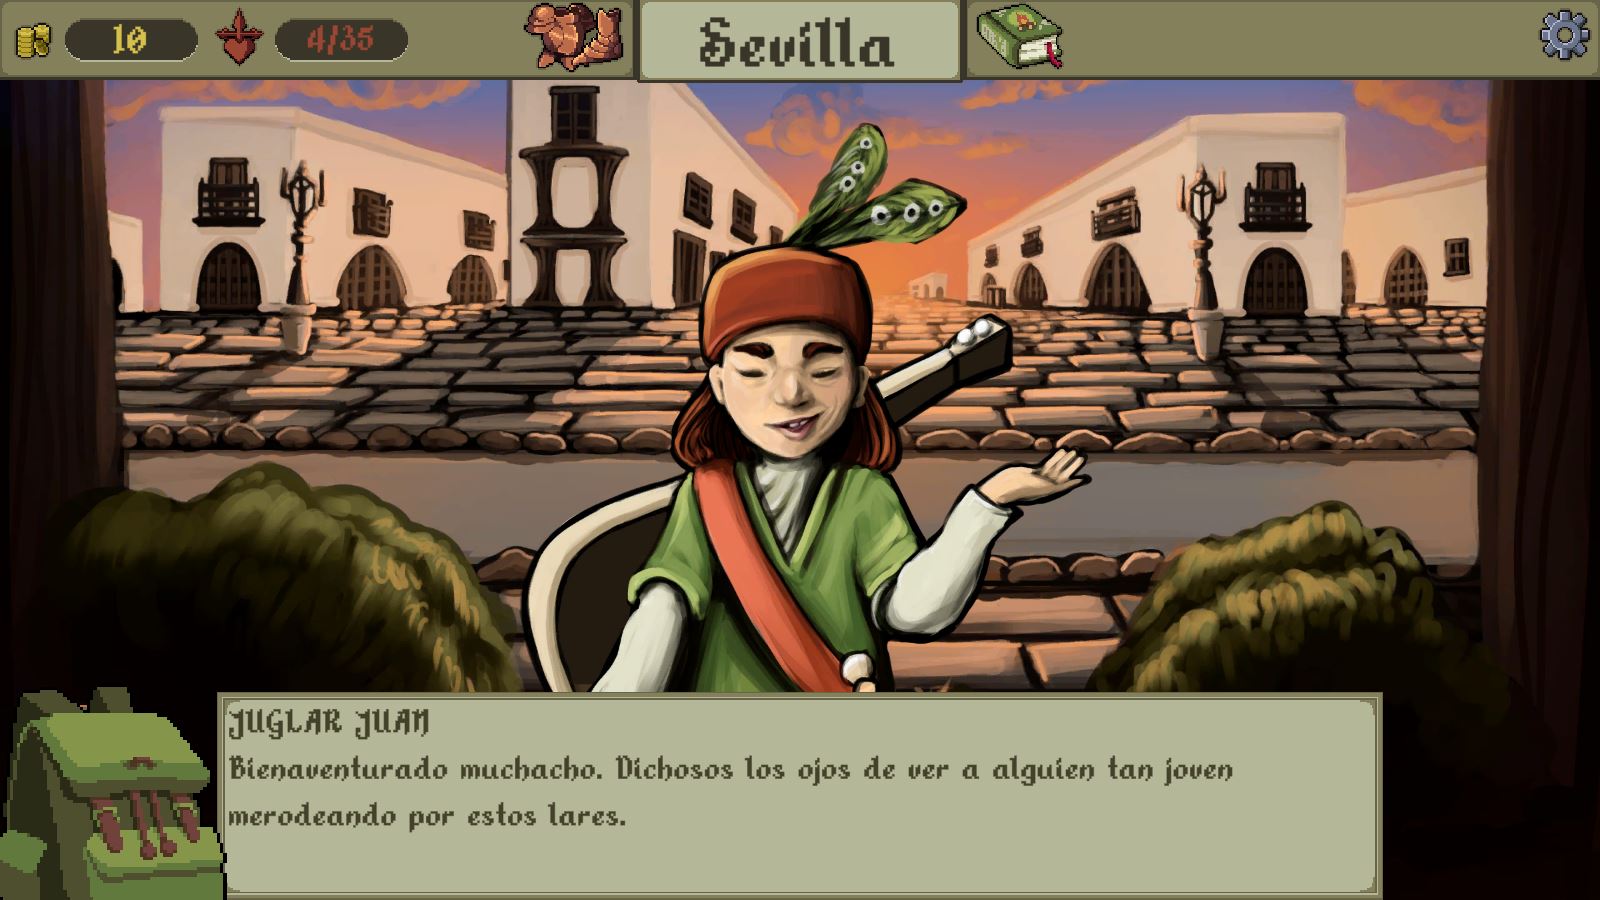 10
4/35
Sevilla
JUGLAR JUAN
Bienaventurado muchacho. Dichosos los ojos de ver a alguien tan joven
merodeando por estos lares.